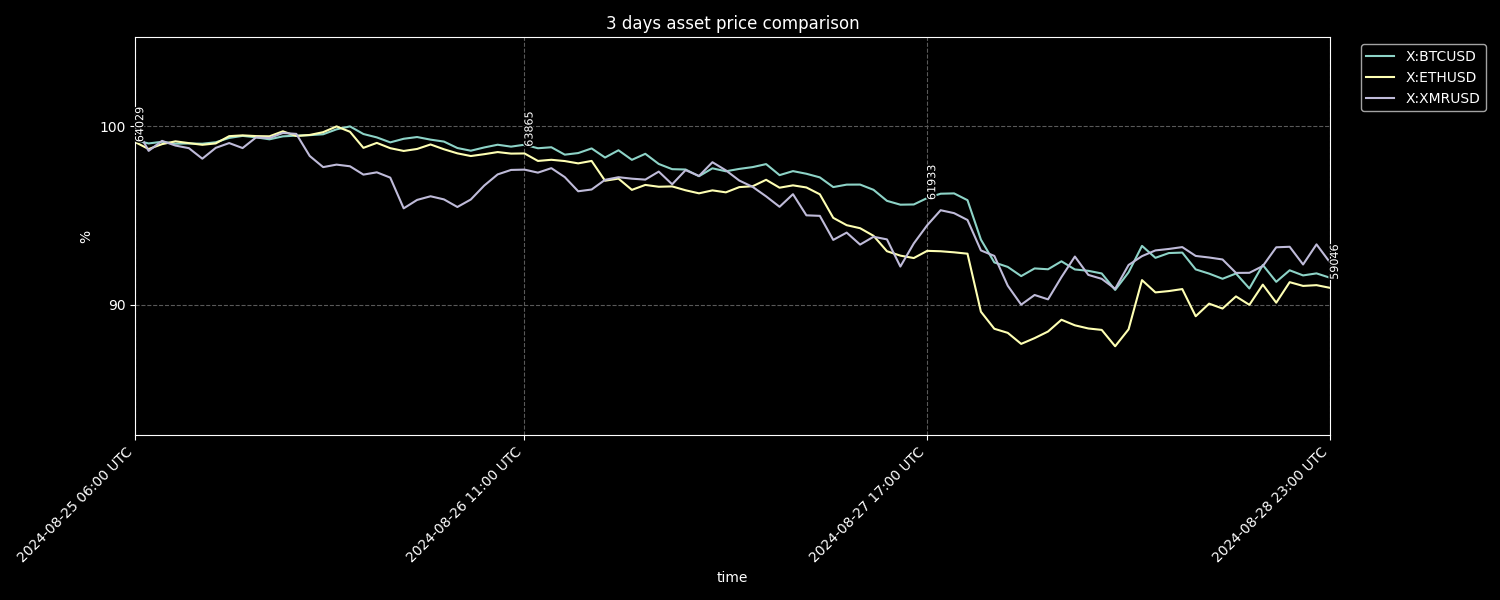 3 days asset price comparison
X:BTCUSD
X:ETHUSD
X:XMRUSD
100
90
%
64029
63865
61933
59046
2024-08-25 06:00 UTC
2024-08-26 11:00 UTC
2024-08-27 17:00 UTC
2024-08-28 23:00 UTC
time